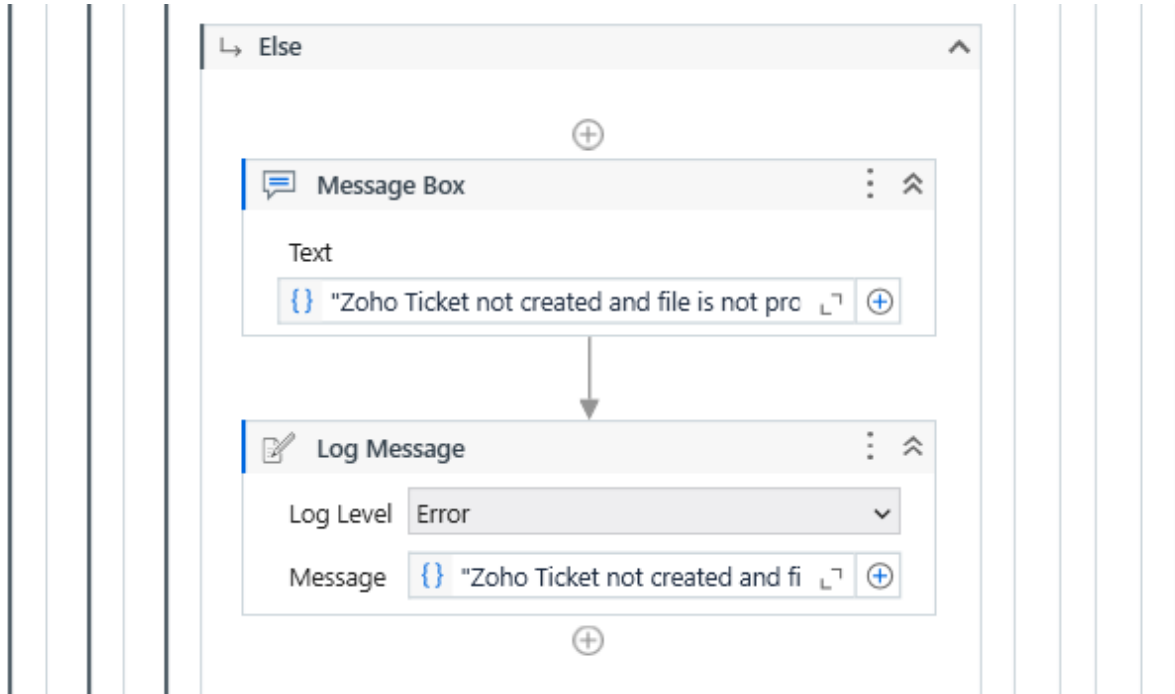 Else
Message Box
Text
{} "Zoho Ticket not created and file is not pro
Log Message
Log Level Error
Message {} "Zoho Ticket not created and fi